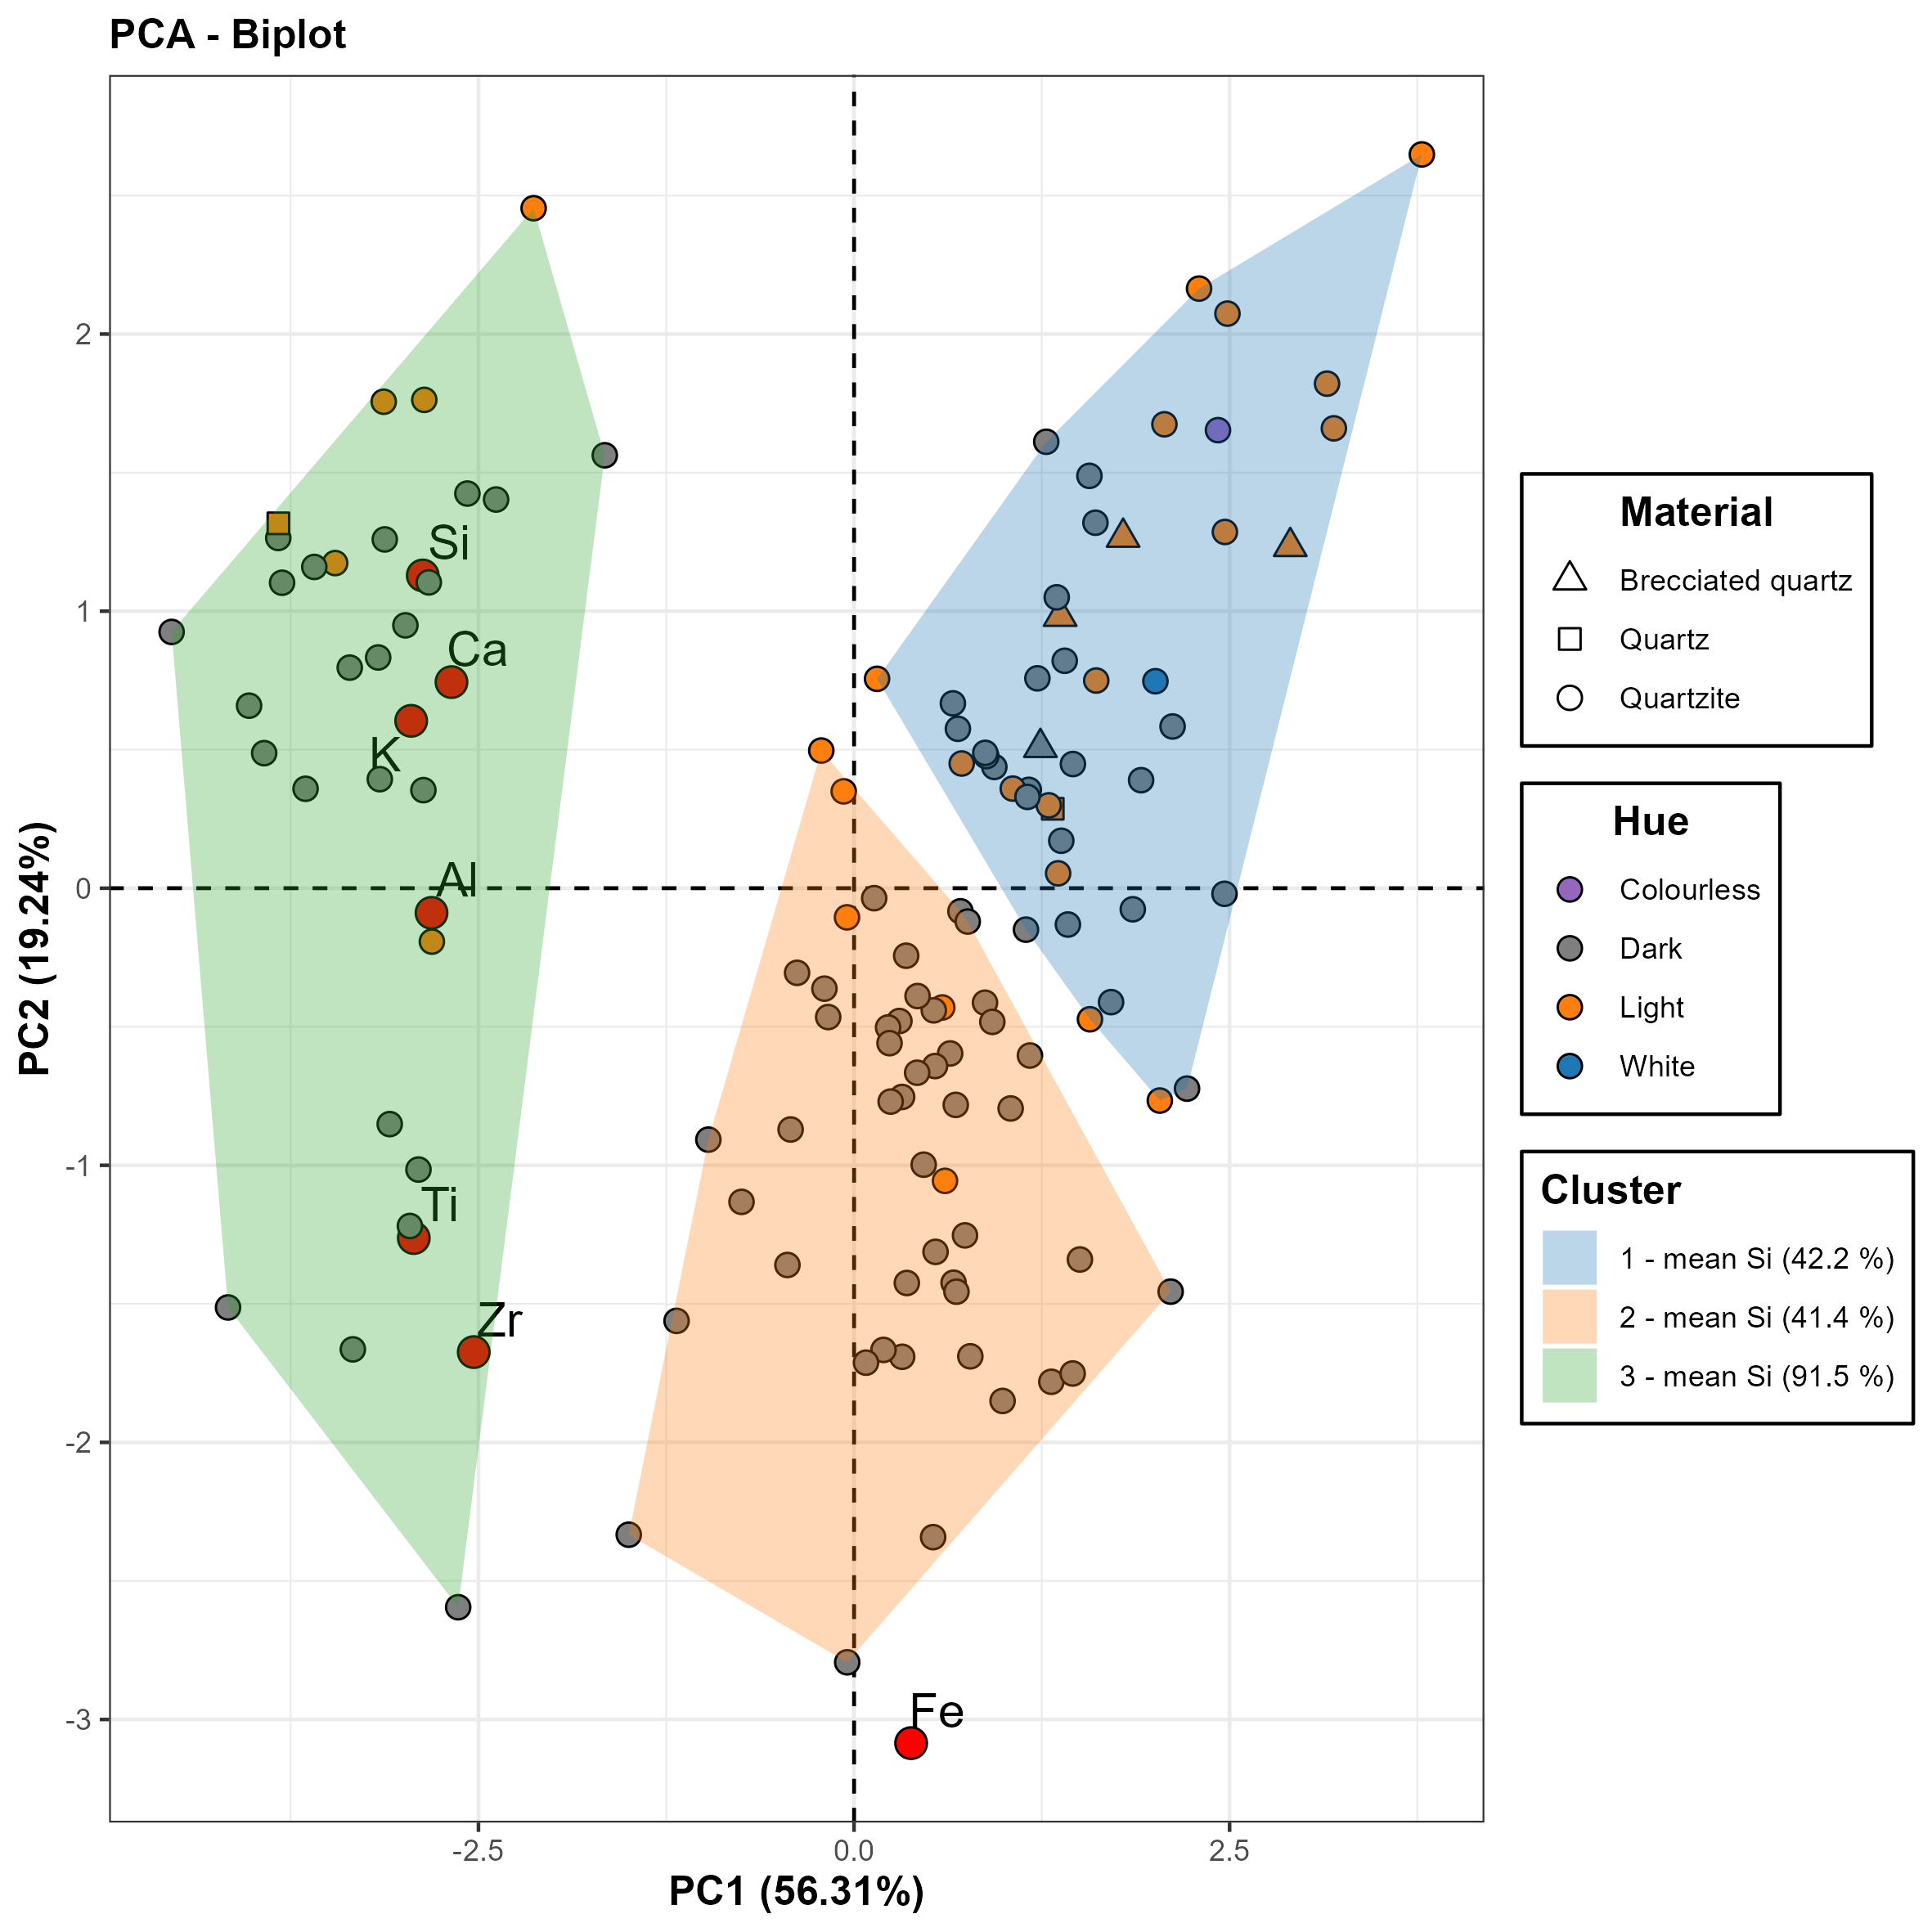 PCA - Biplot
PC2 (19.24%)
2
1
0
-1
-2
-3
Si
Ca
K
Al
Ti
Zr
Fe
-2.5
0.0
2.5
PC1 (56.31%)
Material
Brecciated quartz
Quartz
Quartzite
Hue
Colourless
Dark
Light
White
Cluster
1 - mean Si (42.2 %)
2 - mean Si (41.4 %)
3 - mean Si (91.5 %)